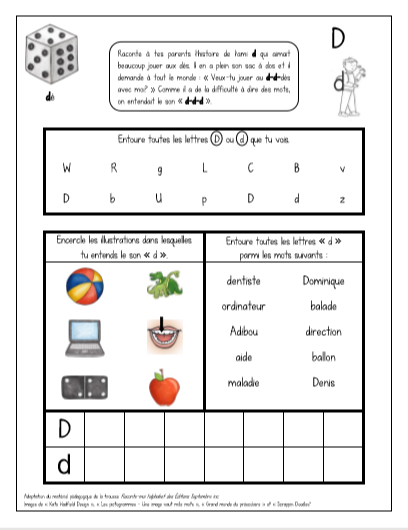 D
Raconte à tes parents l'histoire de l'ami d qui aimait
beaucoup jouer aux dés. Il en a plein son sac à dos et il
demande à tout le monde : « Veux-tu jouer au d-d-dés
avec moi? » Comme il a de la difficulté à dire des mots,
on entendait le son « d-d-d ».
dé
d
Entoure toutes les lettres D ou d que tu vois.
W R g L C B v
D b U p D d z
Encercle les illustrations dans lesquelles
tu entends le son « d ».
Entoure toutes les lettres « d »
parmi les mots suivants :
dentiste Dominique
ordinateur balade
Adibou direction
aide ballon
maladie Denis
D
d
Adaptation du matériel pédagogique de la trousse Raconte-moi l'alphabet des Éditions Septembre inc.
Images de « Kate Hadfield Design », « Les pictogrammes - Une image vaut mille mots », « Grand monde du préscolaire » et « Scrappin Doodles »